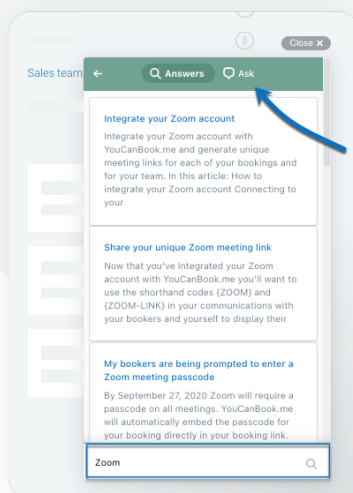 3
Close X
Sales team
Answers
Ask
Integrate your Zoom account
Integrate your Zoom account with
YouCanBook.me and generate unique
meeting links for each of your bookings and
for your team. In this article: How to
integrate your Zoom account Connecting to
your
Share your unique Zoom meeting link
Now that you've Integrated your Zoom
account with YouCanBook.me you'll want to
use the shorthand codes {ZOOM} and
{ZOOM-LINK} in your communications with
your bookers and yourself to display their
My bookers are being prompted to enter a
Zoom meeting passcode
By September 27, 2020 Zoom will require a
passcode on all meetings. YouCanBook.me
will automatically embed the passcode for
your booking directly in your booking link.
Zoom